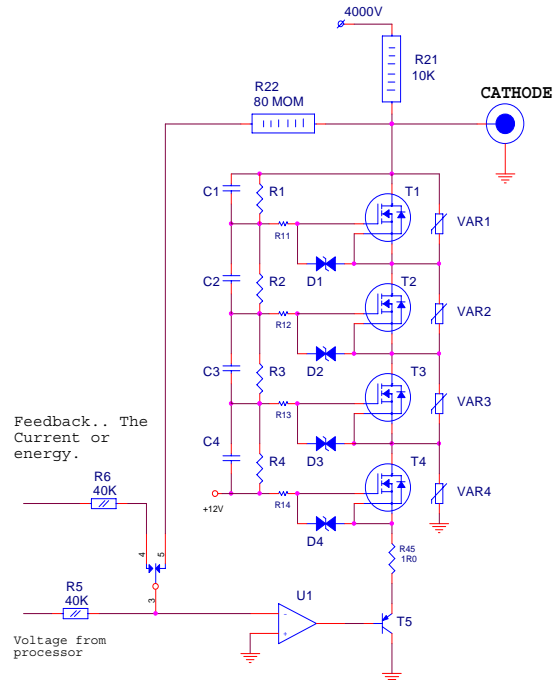 4000V
R21
10K
R22
80 MOM
CATHODE
C1
R1
T1
R11
VAR1
D1
C2
R2
T2
R12
VAR2
D2
C3
R3
T3
R13
VAR3
D3
Feedback.. The
Current or
energy.
C4
R4
T4
R6
40K
+12V
R14
VAR4
D4
R45
1R0
4
5
3
R5
40K
U1
-
+
T5
Voltage from
processor